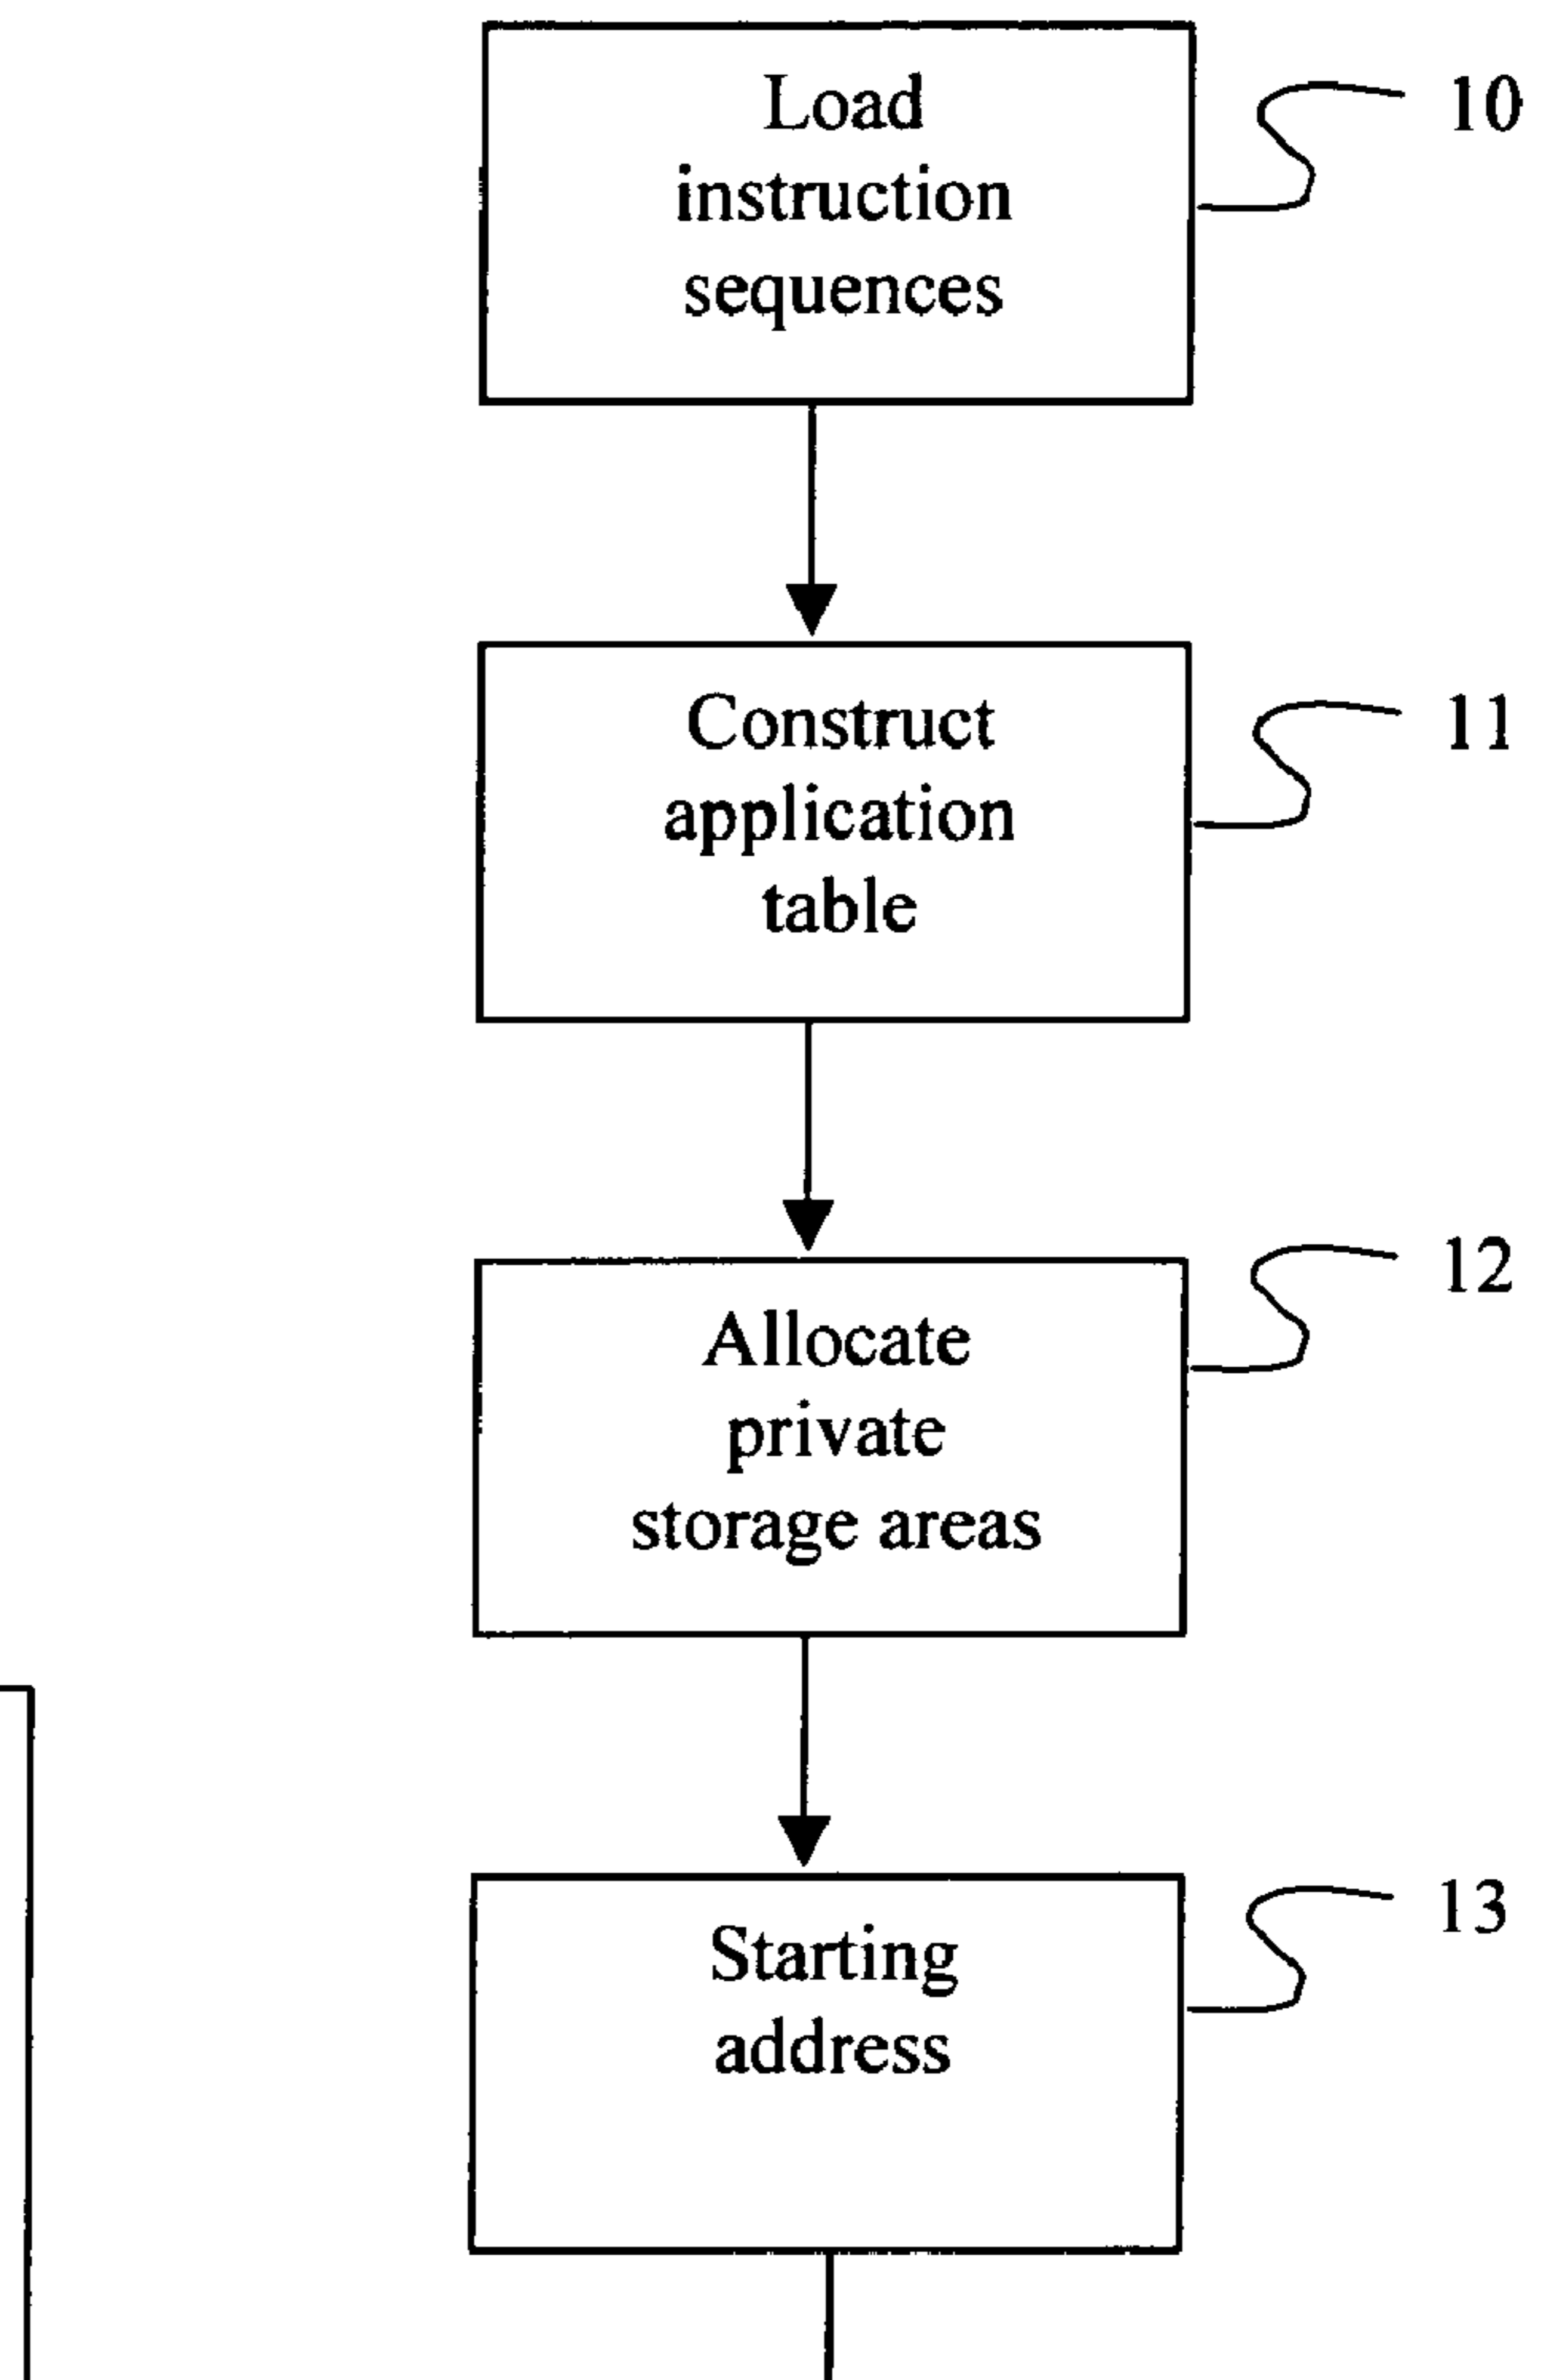 Load
instruction
sequences
10
Construct
application
table
11
Allocate
private
storage areas
12
Starting
address
13